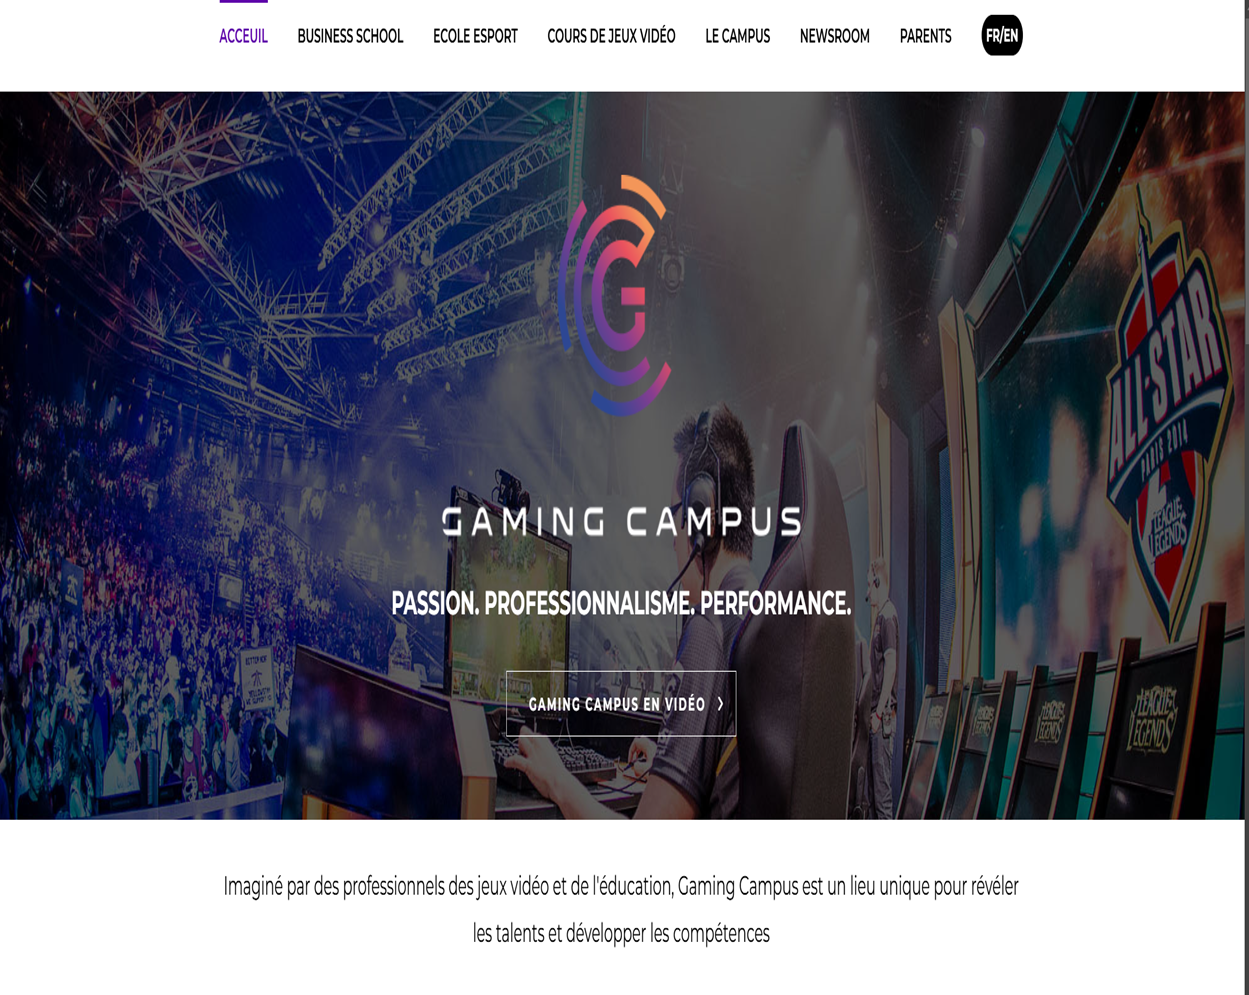 ACCEUIL BUSINESS SCHOOL ECOLE ESPORT COURS DE JEUX VIDÉO LE CAMPUS NEWSROOM PARENTS FR/EN
ALL-STAR
PARIS 2014
LEAGUE
OF
LEGENDS
GAMING CAMPUS
PASSION. PROFESSIONNALISME. PERFORMANCE.
GAMING CAMPUS EN VIDÉO
LEAGUE
OF
LEGENDS
Imaginé par des professionnels des jeux vidéo et de l'éducation, Gaming Campus est un lieu unique pour révéler
les talents et développer les compétences